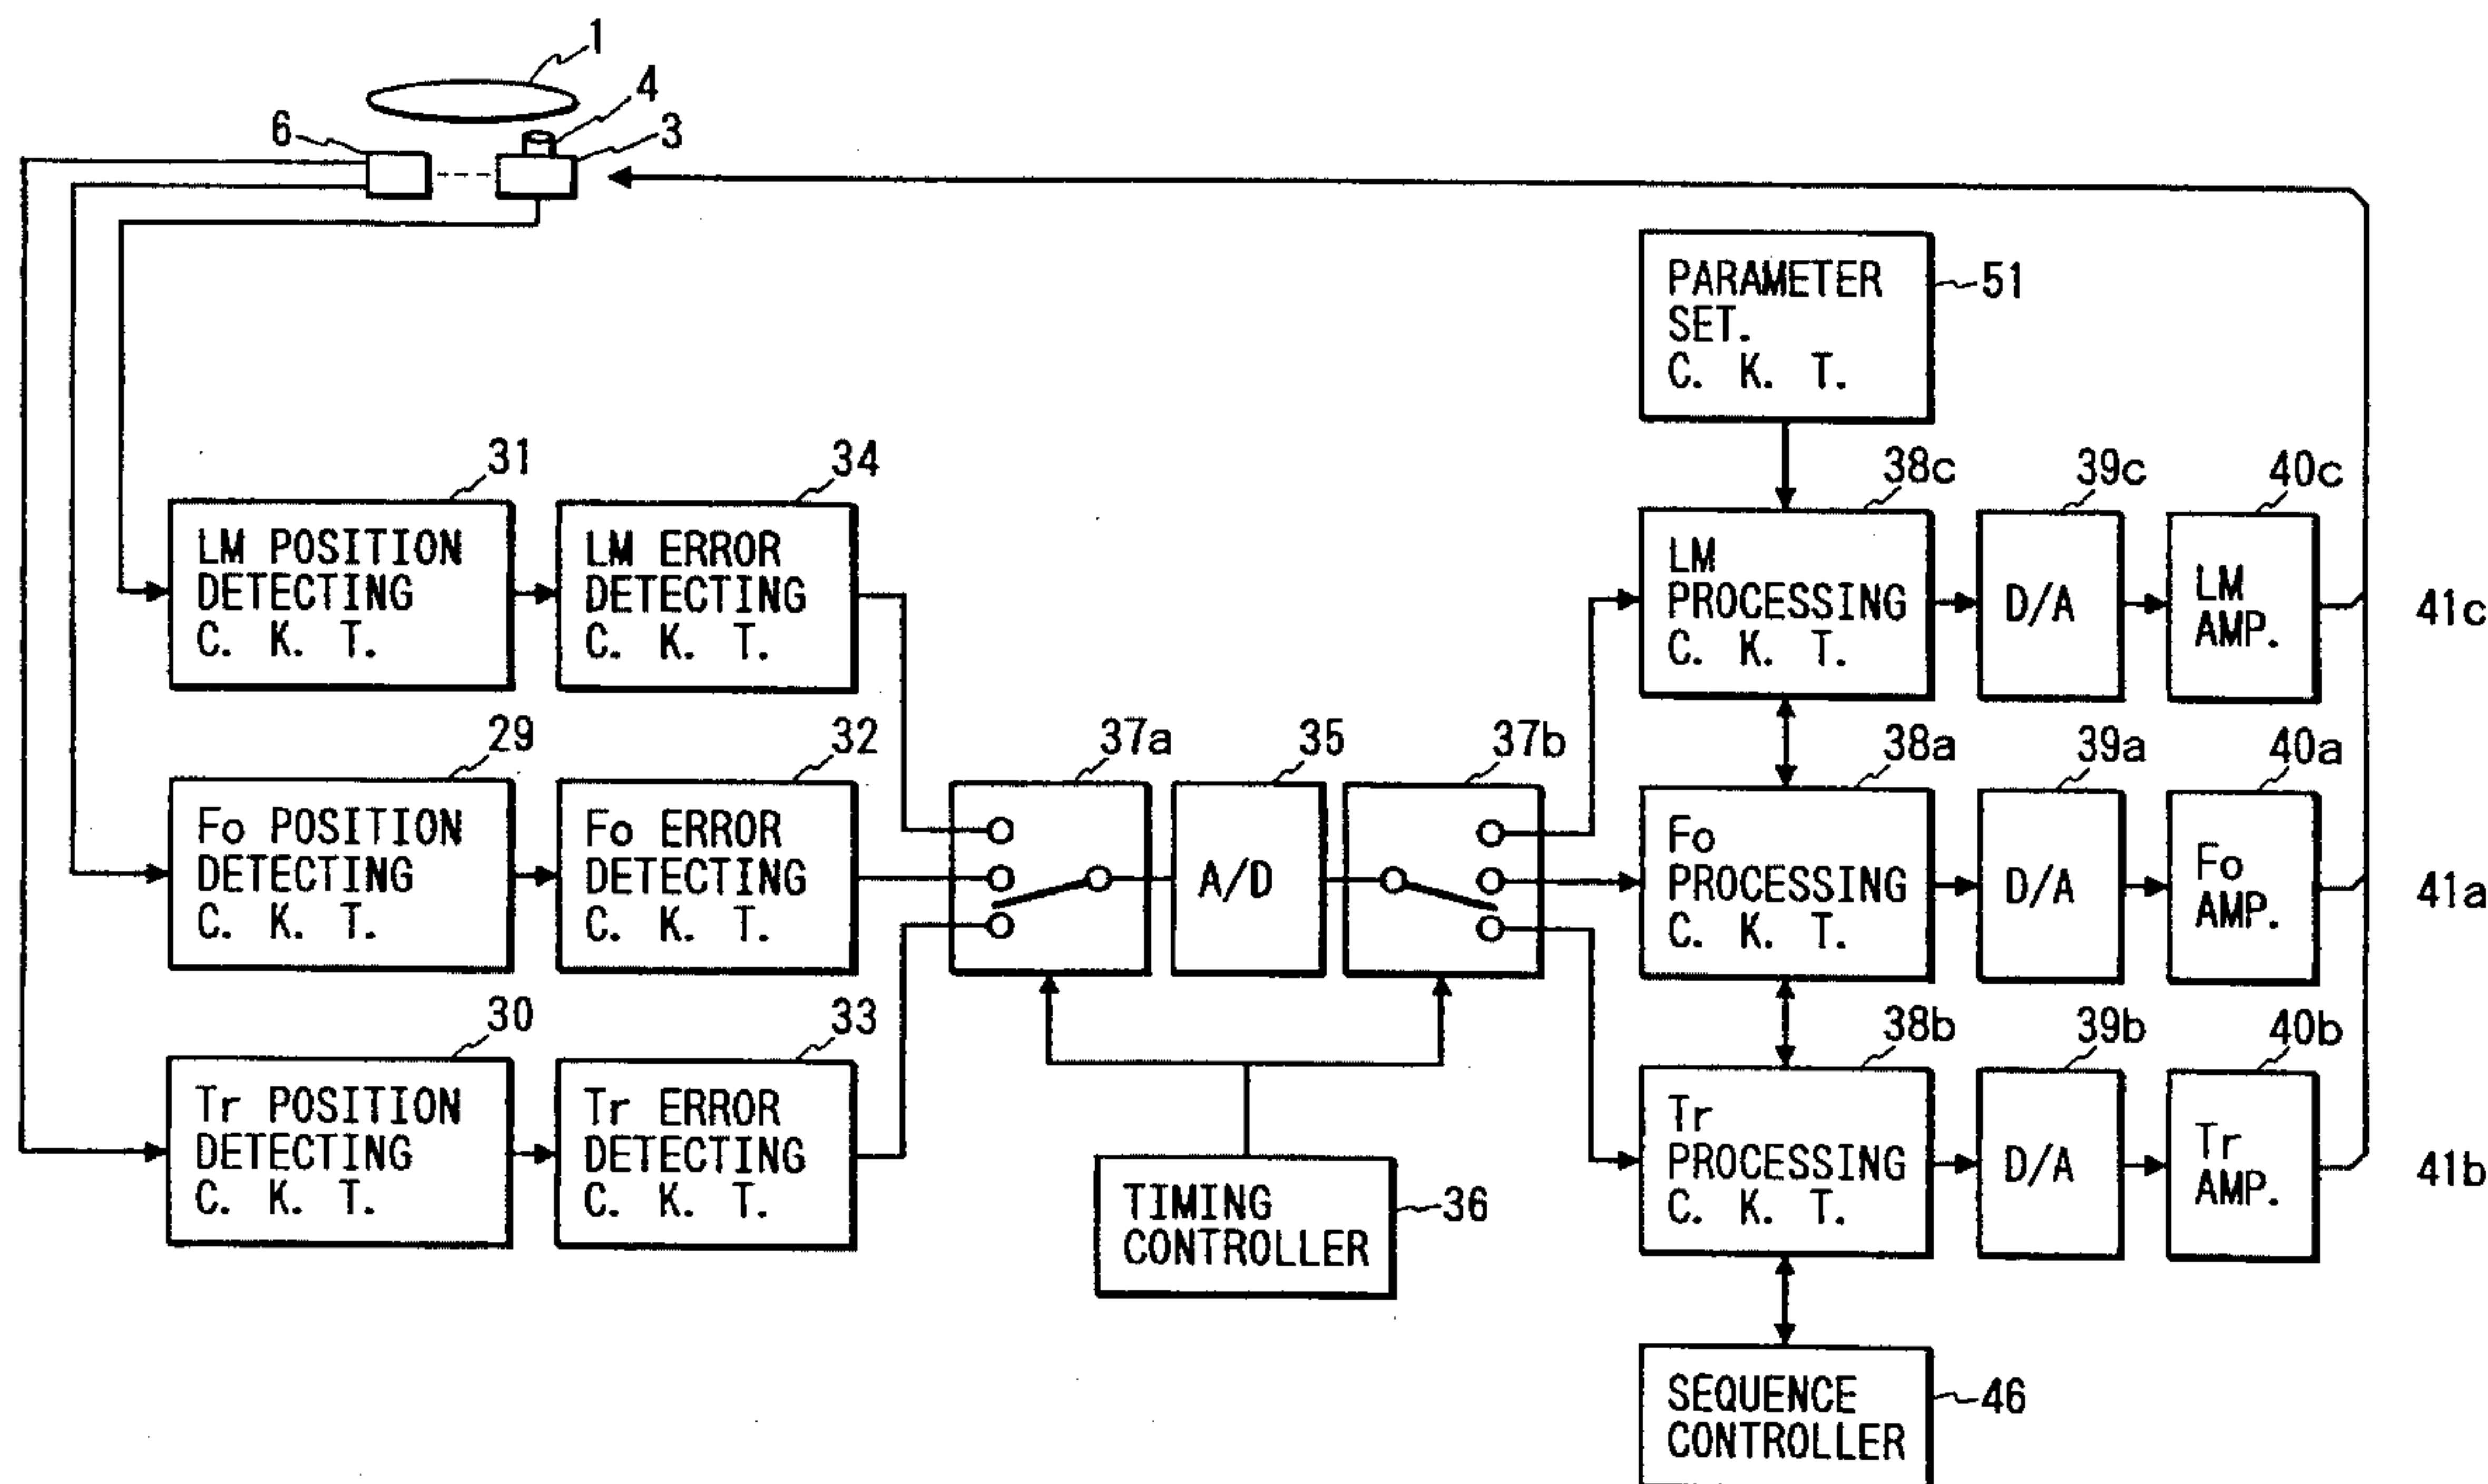 1
4
6
3
PARAMETER
SET.
C. K. T.
51
31
34
38c
39c
40c
LM POSITION
DETECTING
C. K. T.
LM ERROR
DETECTING
C. K. T.
LM
PROCESSING
C. K. T.
D/A
LM
AMP.
41c
29
32
37a
35
37b
38a
39a
40a
Fo POSITION
DETECTING
C. K. T.
Fo ERROR
DETECTING
C. K. T.
A/D
Fo
PROCESSING
C. K. T.
D/A
Fo
AMP.
41a
30
33
38b
39b
40b
Tr POSITION
DETECTING
C. K. T.
Tr ERROR
DETECTING
C. K. T.
TIMING
CONTROLLER
36
Tr
PROCESSING
C. K. T.
D/A
Tr
AMP.
41b
SEQUENCE
CONTROLLER
46